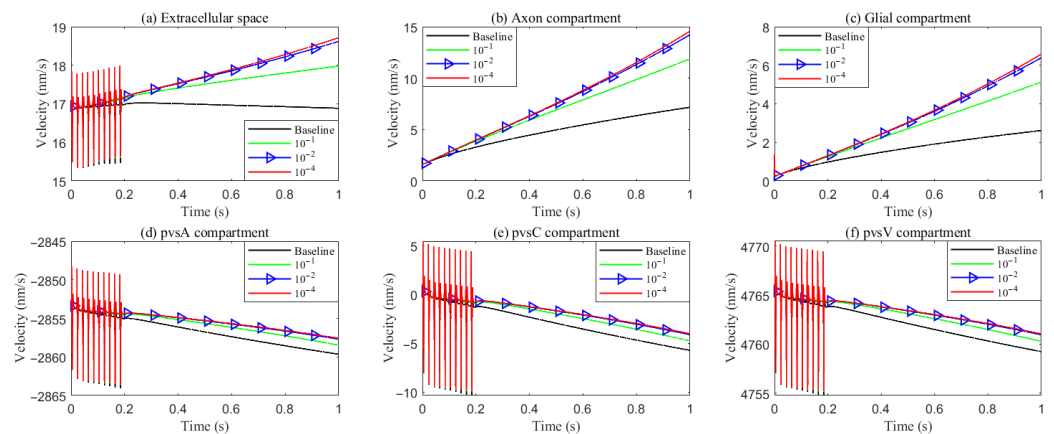 (a) Extracellular space
Velocity (nm/s)
19
18
17
16
15
0 0.2 0.4 0.6 0.8 1
Time (s)
Baseline
10⁻¹
10⁻²
10⁻⁴
(b) Axon compartment
Velocity (nm/s)
15
10
5
0
0 0.2 0.4 0.6 0.8 1
Time (s)
Baseline
10⁻¹
10⁻²
10⁻⁴
(c) Glial compartment
Velocity (nm/s)
8
6
4
2
0
0 0.2 0.4 0.6 0.8 1
Time (s)
Baseline
10⁻¹
10⁻²
10⁻⁴
(d) pvsA compartment
Velocity (nm/s)
−2845
−2850
−2855
−2860
−2865
0 0.2 0.4 0.6 0.8 1
Time (s)
Baseline
10⁻¹
10⁻²
10⁻⁴
(e) pvsC compartment
Velocity (nm/s)
5
0
−5
−10
0 0.2 0.4 0.6 0.8 1
Time (s)
Baseline
10⁻¹
10⁻²
10⁻⁴
(f) pvsV compartment
Velocity (nm/s)
4770
4765
4760
4755
0 0.2 0.4 0.6 0.8 1
Time (s)
Baseline
10⁻¹
10⁻²
10⁻⁴